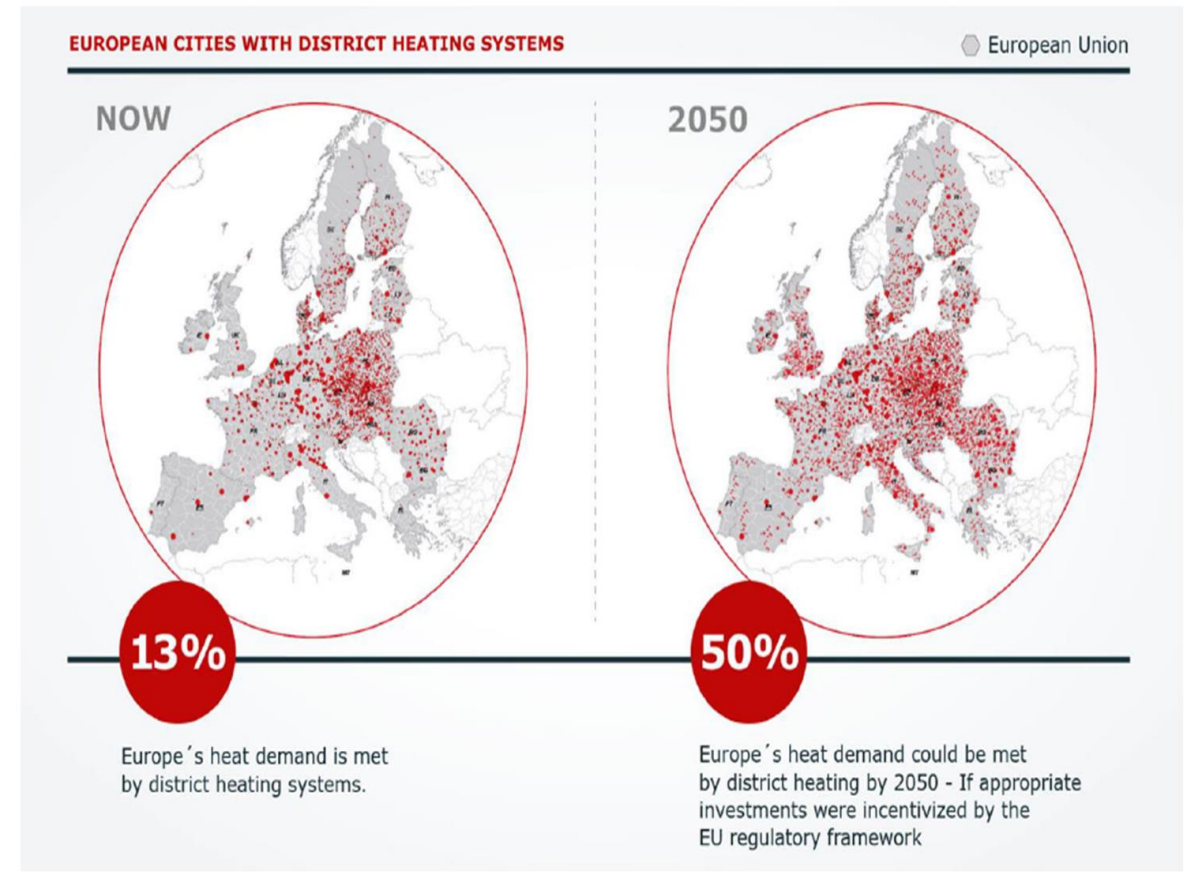 EUROPEAN CITIES WITH DISTRICT HEATING SYSTEMS
European Union
NOW
2050
13%
50%
Europe´s heat demand is met
by district heating systems.
Europe´s heat demand could be met
by district heating by 2050 - If appropriate
investments were incentivized by the
EU regulatory framework